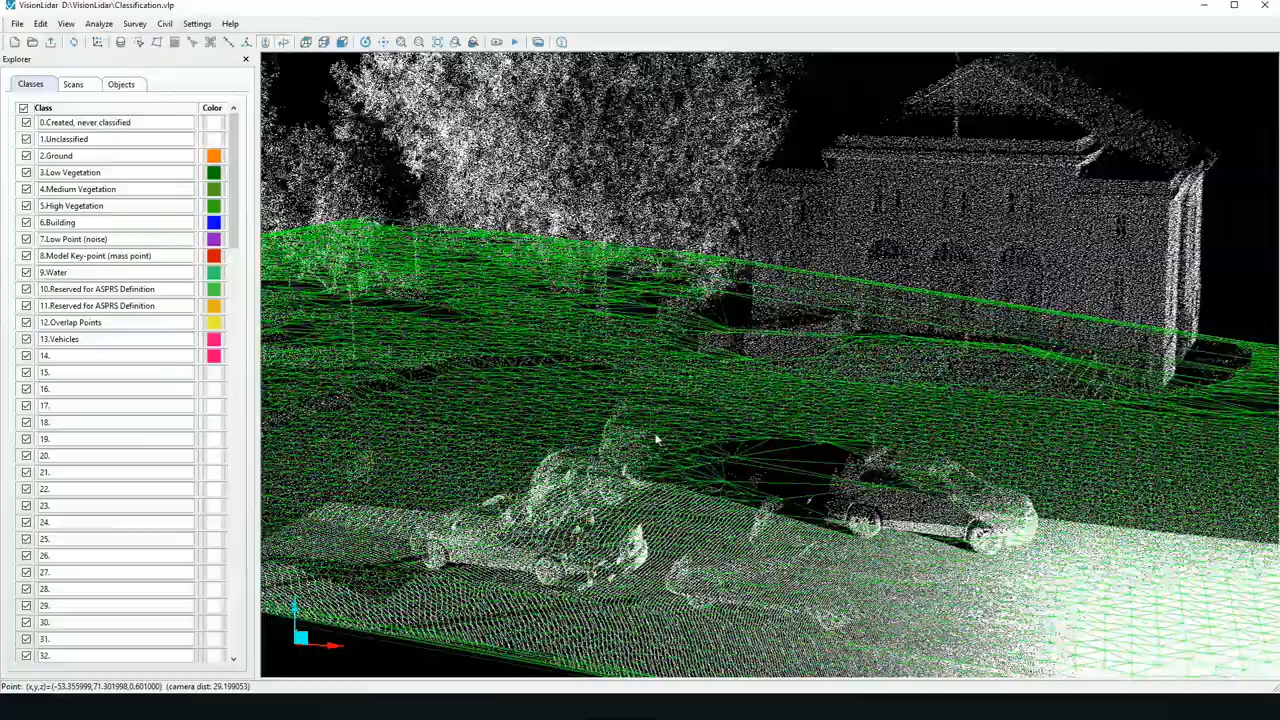 VisionLidar D:\VisionLidar\Classification.vlp
File Edit View Analyze Survey Civil Settings Help
Explorer
Classes Scans Objects
Class Color
0.Created, never classified
1.Unclassified
2.Ground
3.Low Vegetation
4.Medium Vegetation
5.High Vegetation
6.Building
7.Low Point (noise)
8.Model Key-point (mass point)
9.Water
10.Reserved for ASPRS Definition
11.Reserved for ASPRS Definition
12.Overlap Points
13.Vehicles
14.
15.
16.
17.
18.
19.
20.
21.
22.
23.
24.
25.
26.
27.
28.
29.
30.
31.
32.
Point: (x,y,z)=(-53.355999,71.301998,0.601000) (camera dist: 29.199053)